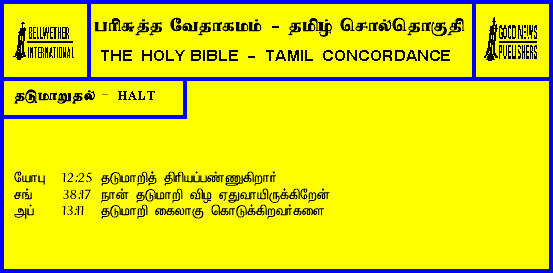 BELLWETHER
INTERNATIONAL
பரிசுத்த வேதாகமம் - தமிழ் சொல்தொகுதி
THE HOLY BIBLE - TAMIL CONCORDANCE
GOOD NEWS
PUBLISHERS
தடுமாறுதல் - HALT
யோபு 12:25 தடுமாறித் திரியப்பண்ணுகிறார்
சங் 38:17 நான் தடுமாறி விழ ஏதுவாயிருக்கிறேன்
அப் 13:11 தடுமாறி கைலாகு கொடுக்கிறவர்களை